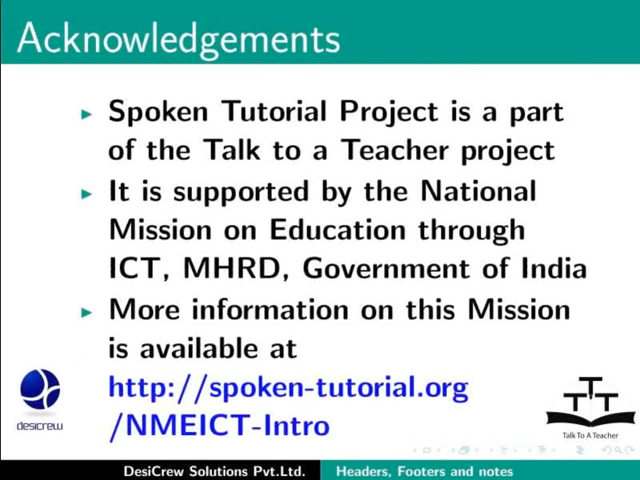 Acknowledgements
Spoken Tutorial Project is a part
of the Talk to a Teacher project
It is supported by the National
Mission on Education through
ICT, MHRD, Government of India
More information on this Mission
is available at
http://spoken-tutorial.org
/NMEICT-Intro
desicrew
TTT
Talk To A Teacher
DesiCrew Solutions Pvt.Ltd.
Headers, Footers and notes